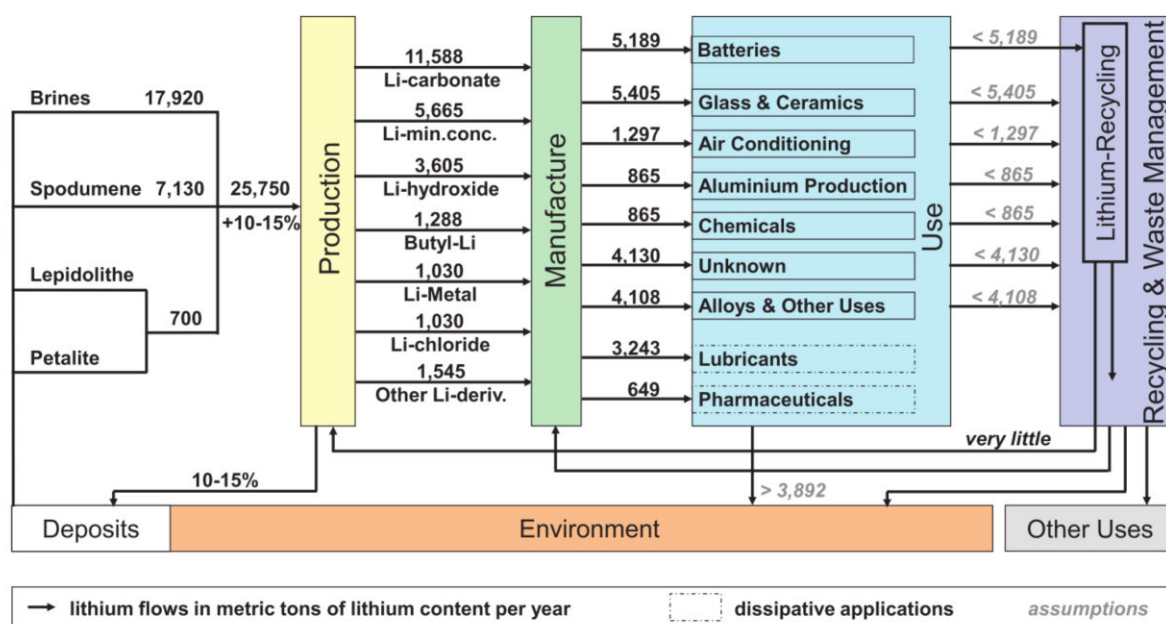 Brines 17,920
Spodumene 7,130
25,750
+10-15%
Lepidolithe
700
Petalite
Production
11,588
Li-carbonate
5,665
Li-min.conc.
3,605
Li-hydroxide
1,288
Butyl-Li
1,030
Li-Metal
1,030
Li-chloride
1,545
Other Li-deriv.
Manufacture
5,189
5,405
1,297
865
865
4,130
4,108
3,243
649
Batteries
Glass & Ceramics
Air Conditioning
Aluminium Production
Chemicals
Unknown
Alloys & Other Uses
Lubricants
Pharmaceuticals
Use
< 5,189
< 5,405
< 1,297
< 865
< 865
< 4,130
< 4,108
Lithium-Recycling
Recycling & Waste Management
very little
10-15%
> 3,892
Deposits
Environment
Other Uses
lithium flows in metric tons of lithium content per year
dissipative applications
assumptions